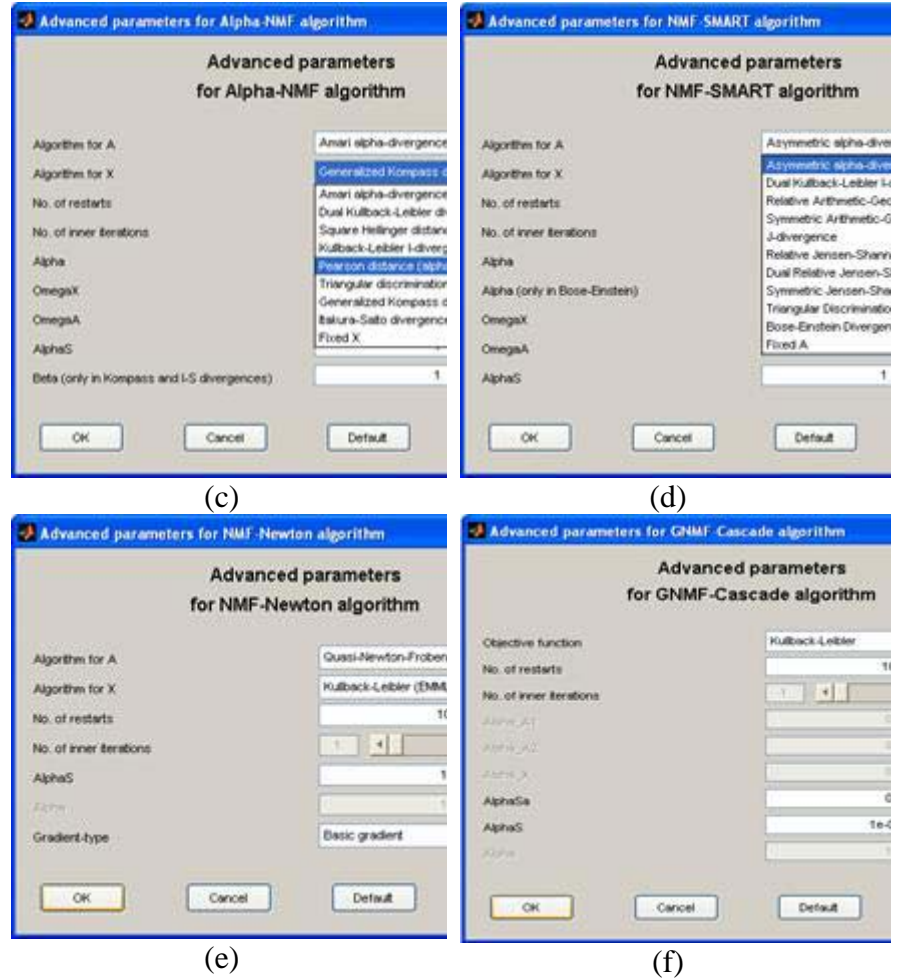 Advanced parameters for Alpha-NMF algorithm
Advanced parameters
for Alpha-NMF algorithm
Algorithm for A
Amari alpha-divergence
Algorithm for X
Generalized Kompass d
Amari alpha-divergence
Dual Kullback-Leibler di
No. of restarts
Square Hellinger distanc
No. of inner iterations
Kullback-Leibler I-diverg
Pearson distance (alpha
Alpha
Triangular discrimination
OmegaX
Generalized Kompass d
OmegaA
Itakura-Saito divergence
Fixed X
AlphaS
Beta (only in Kompass and I-S divergences)
1
OK
Cancel
Default
(c)
Advanced parameters for NMF-SMART algorithm
Advanced parameters
for NMF-SMART algorithm
Algorithm for A
Asymmetric alpha-diver
Algorithm for X
Asymmetric alpha-diver
Dual Kullback-Leibler I-d
No. of restarts
Relative Arithmetic-Geo
Symmetric Arithmetic-G
No. of inner iterations
J-divergence
Alpha
Relative Jensen-Shann
Dual Relative Jensen-S
Alpha (only in Bose-Einstein)
Symmetric Jensen-Sha
Triangular Discriminatio
OmegaX
Bose-Einstein Divergen
OmegaA
Fixed A
AlphaS
1
OK
Cancel
Default
(d)
Advanced parameters for NMF-Newton algorithm
Advanced parameters
for NMF-Newton algorithm
Algorithm for A
Quasi-Newton-Froben
Algorithm for X
Kullback-Leibler (EMML
No. of restarts
10
No. of inner iterations
1
AlphaS
1
Alpha
1
Gradient-type
Basic gradient
OK
Cancel
Default
(e)
Advanced parameters for GNMF-Cascade algorithm
Advanced parameters
for GNMF-Cascade algorithm
Objective function
Kullback-Leibler
No. of restarts
10
No. of inner iterations
1
Alpha_A1
Alpha_A2
Alpha_X
AlphaSa
0
AlphaS
1e-0
Alpha
1
OK
Cancel
Default
(f)